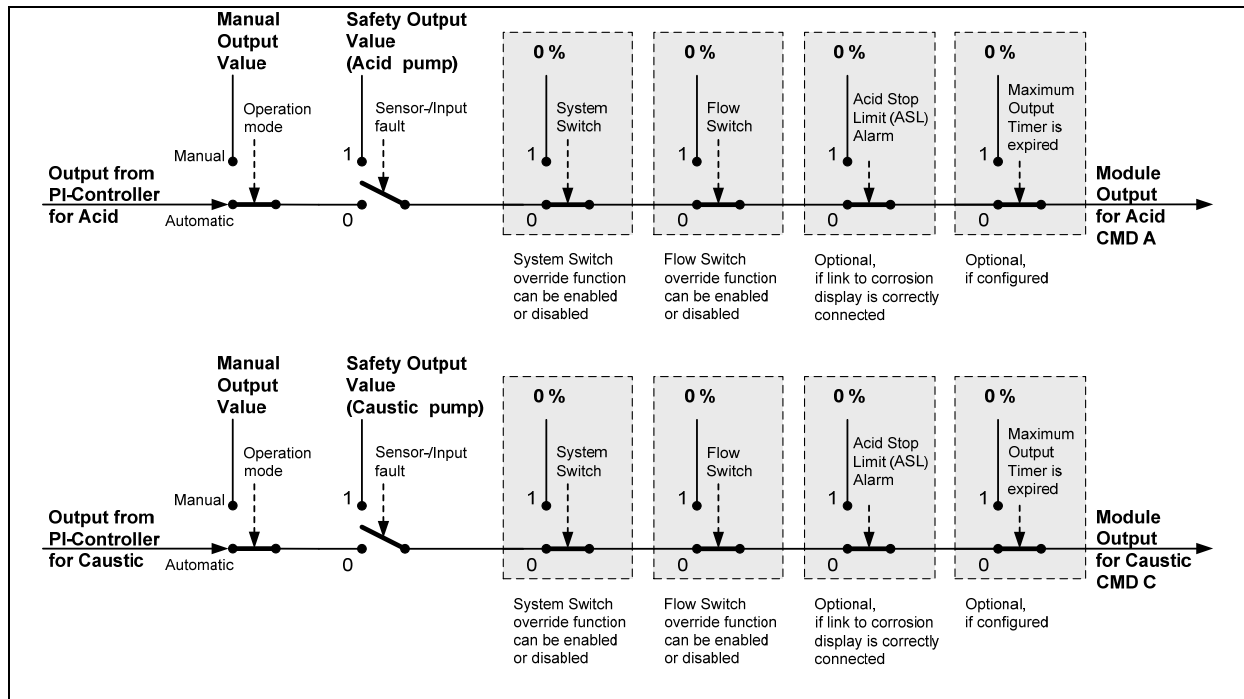 Manual
Output
Value
Safety Output
Value
(Acid pump)
0 %
0 %
0 %
0 %
Operation
mode
Sensor-/Input
fault
System
Switch
Flow
Switch
Acid Stop
Limit (ASL)
Alarm
Maximum
Output
Timer is
expired
Manual
1
1
1
1
1
Output from
PI-Controller
for Acid
Automatic
0
0
0
0
0
Module
Output
for Acid
CMD A
System Switch
override function
can be enabled
or disabled
Flow Switch
override function
can be enabled
or disabled
Optional,
if link to corrosion
display is correctly
connected
Optional,
if configured
Manual
Output
Value
Safety Output
Value
(Caustic pump)
0 %
0 %
0 %
0 %
Operation
mode
Sensor-/Input
fault
System
Switch
Flow
Switch
Acid Stop
Limit (ASL)
Alarm
Maximum
Output
Timer is
expired
Manual
1
1
1
1
1
Output from
PI-Controller
for Caustic
Automatic
0
0
0
0
0
Module
Output
for Caustic
CMD C
System Switch
override function
can be enabled
or disabled
Flow Switch
override function
can be enabled
or disabled
Optional,
if link to corrosion
display is correctly
connected
Optional,
if configured